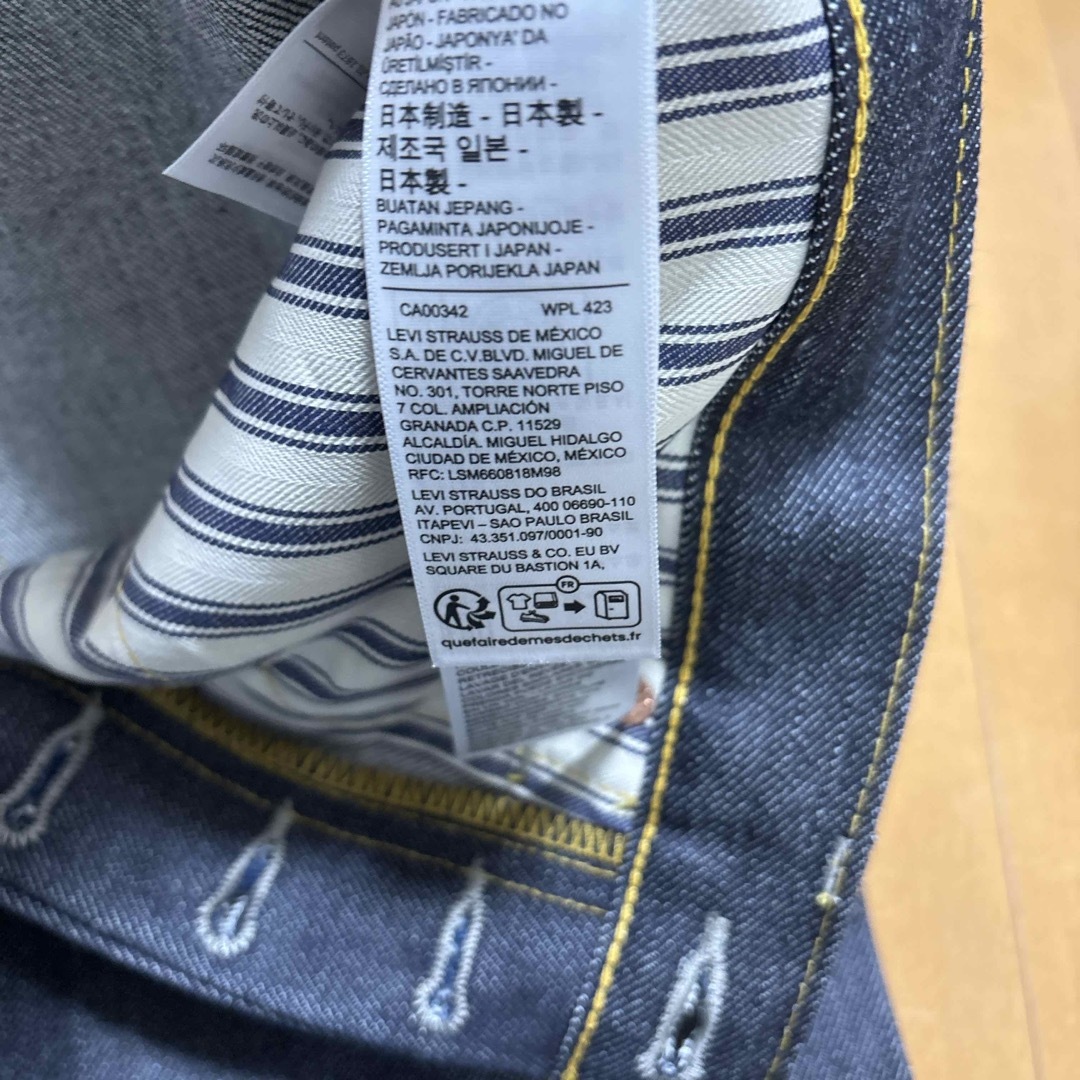 JAPÓN - FABRICADO NO
JAPÃO - JAPONYA' DA
ÜRETİLMİŞTİR -
СДЕЛАНО В ЯПОНИИ -
日本制造 - 日本製 -
제조국 일본 -
日本製 -
BUATAN JEPANG -
PAGAMINTA JAPONIJOJE -
PRODUSERT I JAPAN -
ZEMLJA PORIJEKLA JAPAN
CA00342 WPL 423
LEVI STRAUSS DE MÉXICO
S.A. DE C.V.BLVD. MIGUEL DE
CERVANTES SAAVEDRA
NO. 301, TORRE NORTE PISO
7 COL. AMPLIACIÓN
GRANADA C.P. 11529
ALCALDÍA. MIGUEL HIDALGO
CIUDAD DE MÉXICO, MÉXICO
RFC: LSM660818M98
LEVI STRAUSS DO BRASIL
AV. PORTUGAL, 400 06690-110
ITAPEVI – SAO PAULO BRASIL
CNPJ: 43.351.097/0001-90
LEVI STRAUSS & CO. EU BV
SQUARE DU BASTION 1A,
FR
quefairedemesdechets.fr